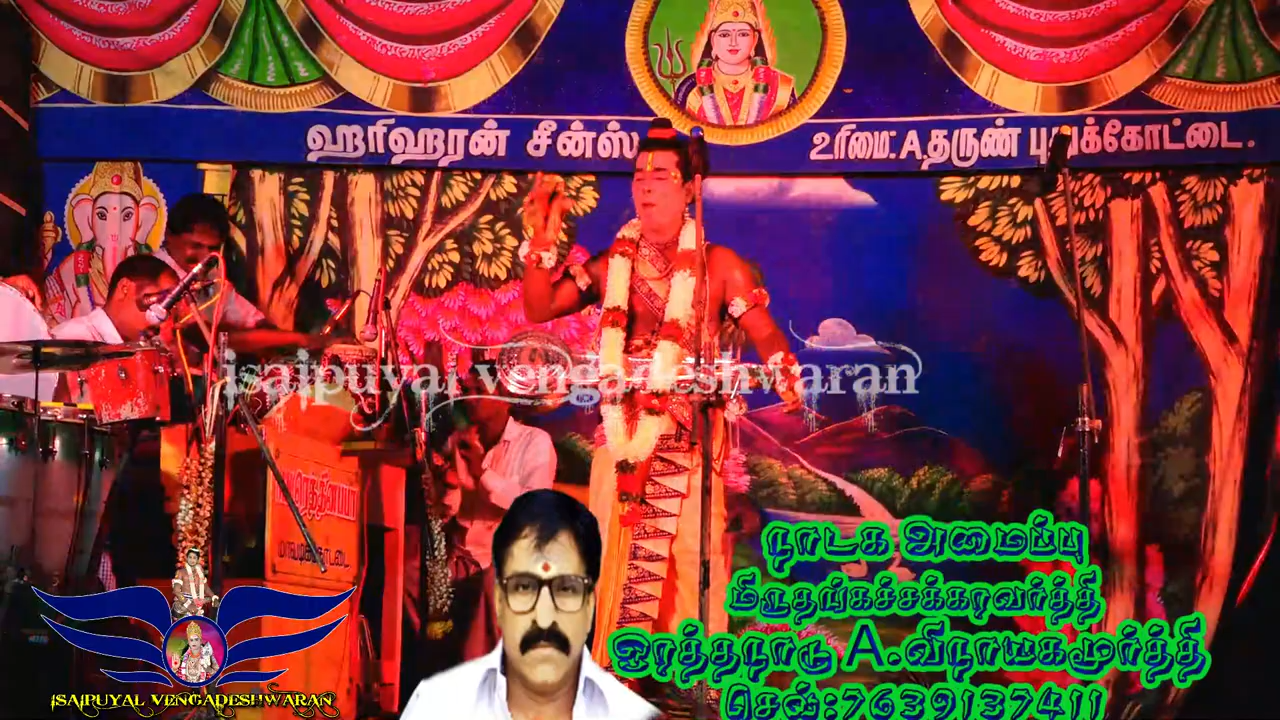 ஹரிஹரன் சீன்ஸ்
உரிமை: A.தருண் புதுக்கோட்டை.
isaipuyal vengadeshwaran
நாடக அமைப்பு
மிருதங்கச்சக்கரவர்த்தி
ஒரத்தநாடு A.விநாயகமூர்த்தி
செல்:7639137411
ISAIPUYAL VENGADESHWARAN